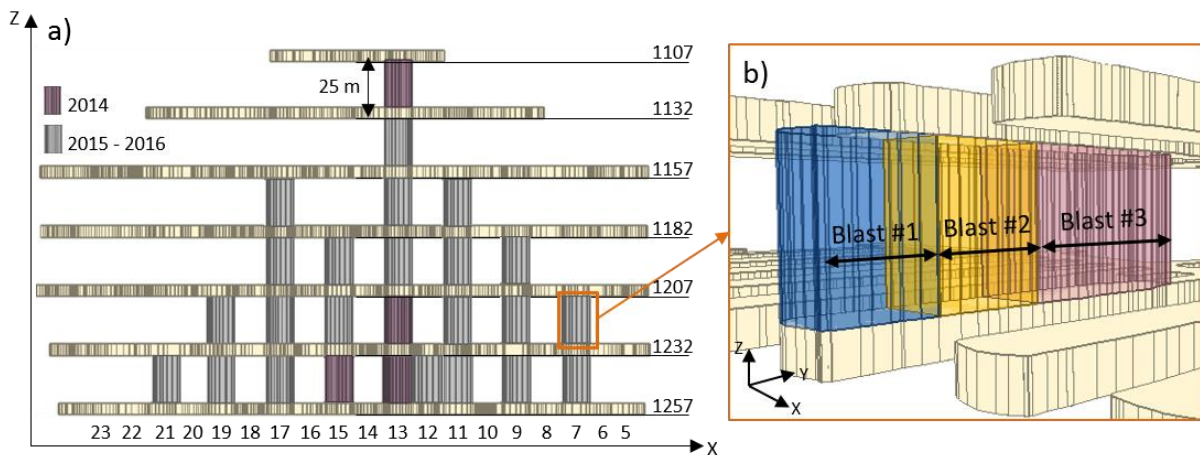 Z
a)
1107
25 m
2014
1132
2015 - 2016
1157
1182
1207
1232
1257
23 22 21 20 19 18 17 16 15 14 13 12 11 10 9 8 7 6 5
X
b)
Blast #1
Blast #2
Blast #3
Z
Y
X